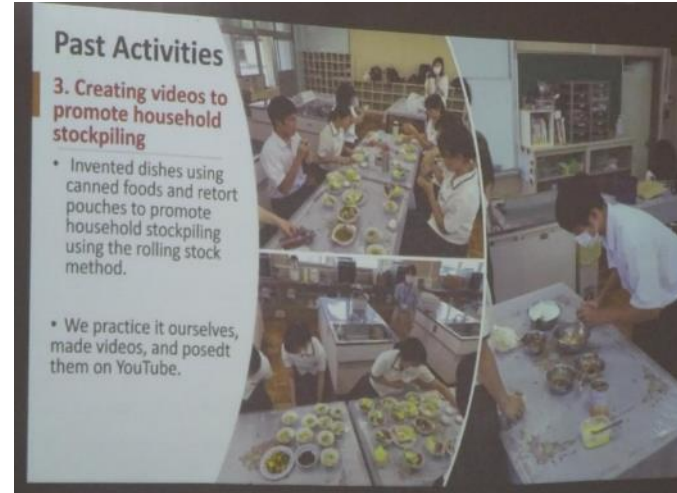 Past Activities
3. Creating videos to
promote household
stockpiling
• Invented dishes using
canned foods and retort
pouches to promote
household stockpiling
using the rolling stock
method.
• We practice it ourselves,
made videos, and posedt
them on YouTube.